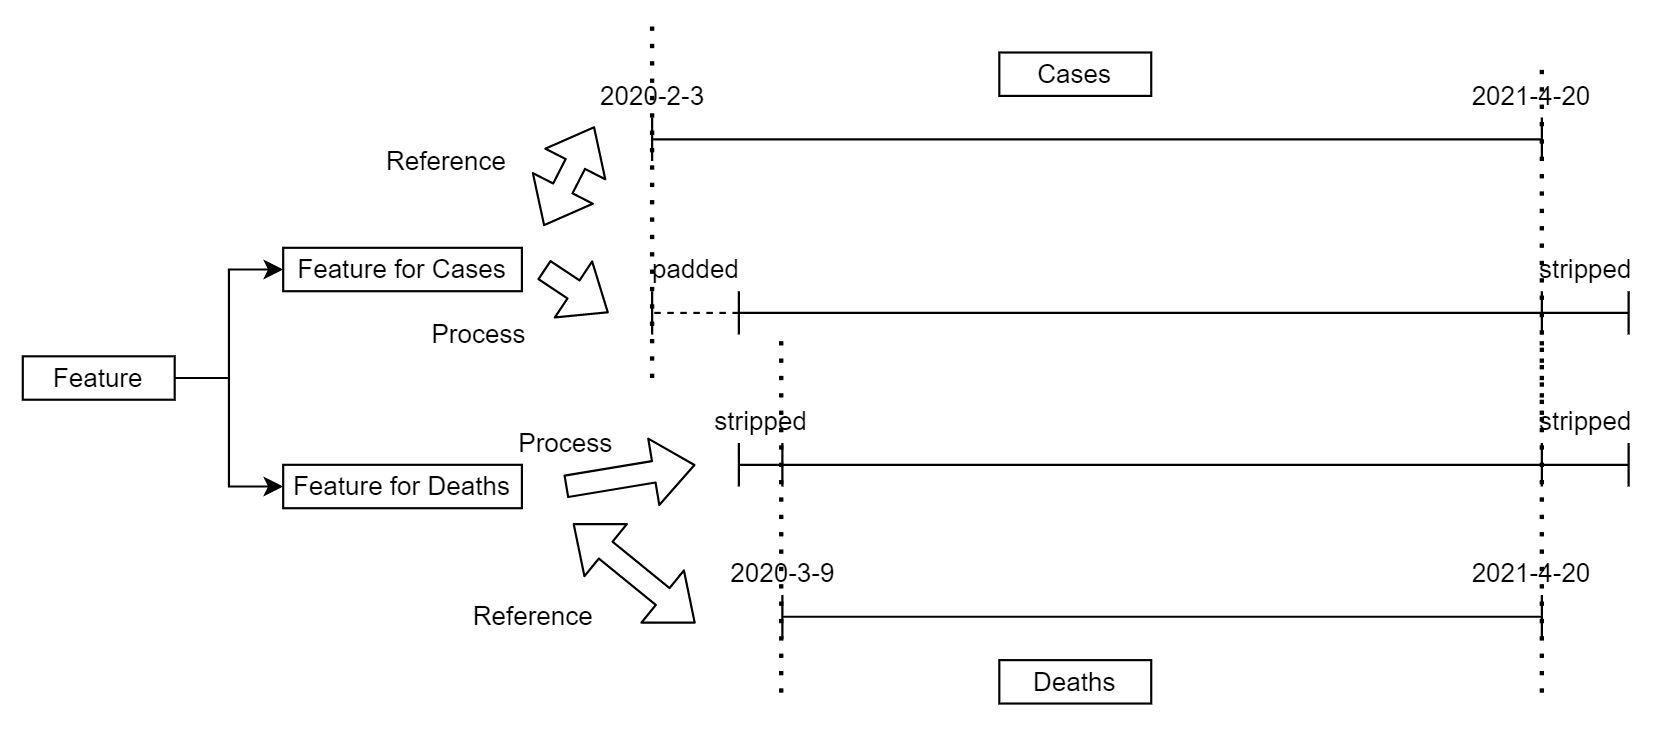 Cases
2020-2-3
2021-4-20
Reference
Feature for Cases
padded
stripped
Process
Feature
stripped
stripped
Process
Feature for Deaths
2020-3-9
2021-4-20
Reference
Deaths